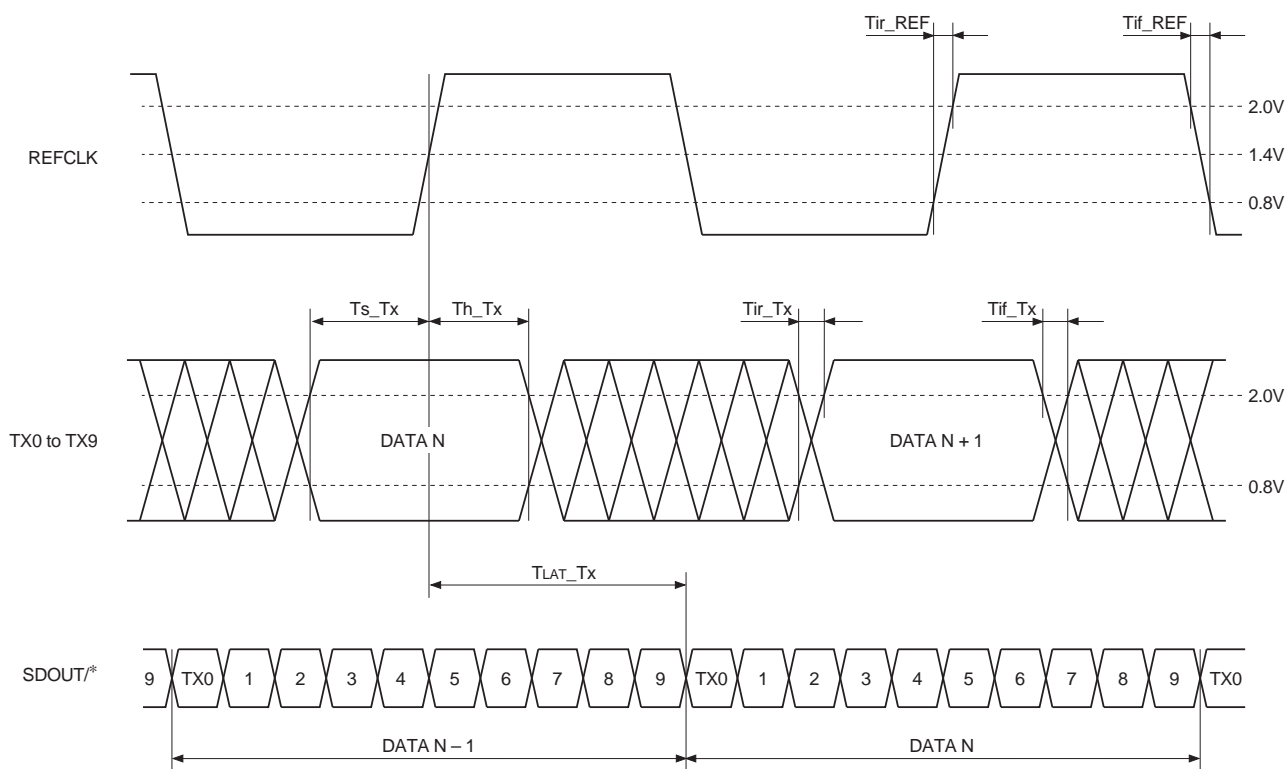 Tir_REF Tif_REF
2.0V
REFCLK 1.4V
0.8V
Ts_Tx Th_Tx Tir_Tx Tif_Tx
2.0V
TX0 to TX9 DATA N DATA N + 1
0.8V
TLAT_Tx
SDOUT/* 9 TX0 1 2 3 4 5 6 7 8 9 TX0 1 2 3 4 5 6 7 8 9 TX0
DATA N – 1 DATA N